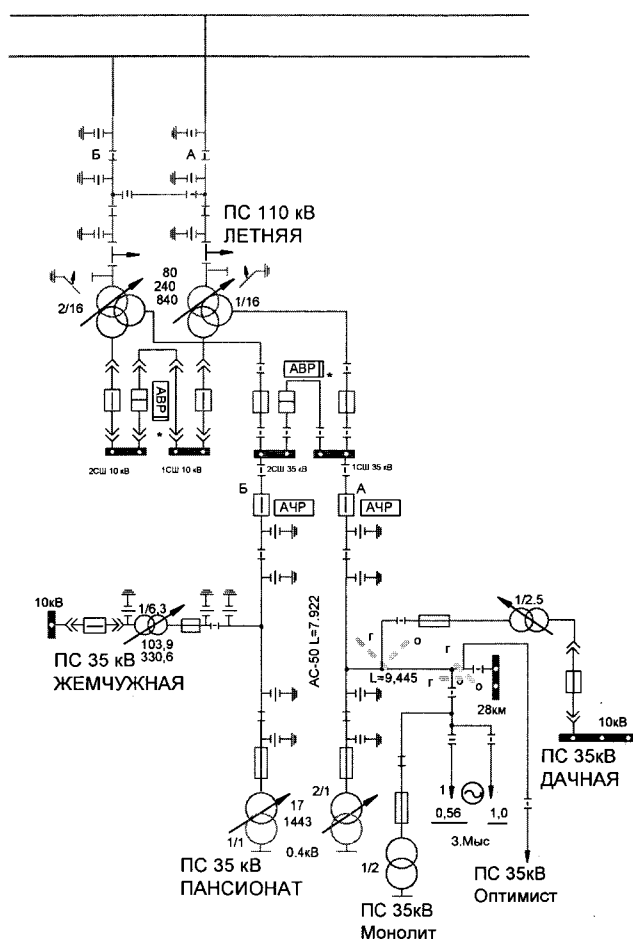 Б
А
ПС 110 кВ
ЛЕТНЯЯ
80
240
840
2/16
1/16
АВР
*
АВР
*
2СШ 10 кВ
1СШ 10 кВ
2СШ 35 кВ
1СШ 35 кВ
Б
А
АЧР
АЧР
10кВ
1/6,3
103,9
330,6
ПС 35 кВ
ЖЕМЧУЖНАЯ
АС-50 L=7.922
1/2.5
г
о
г
L=9,445
г
о
о
28км
10кВ
ПС 35кВ
ДАЧНАЯ
2/1
17
1443
1/1
0.4кВ
1
0,56
1,0
З.Мыс
1/2
ПС 35 кВ
ПАНСИОНАТ
ПС 35кВ
Оптимист
ПС 35кВ
Монолит